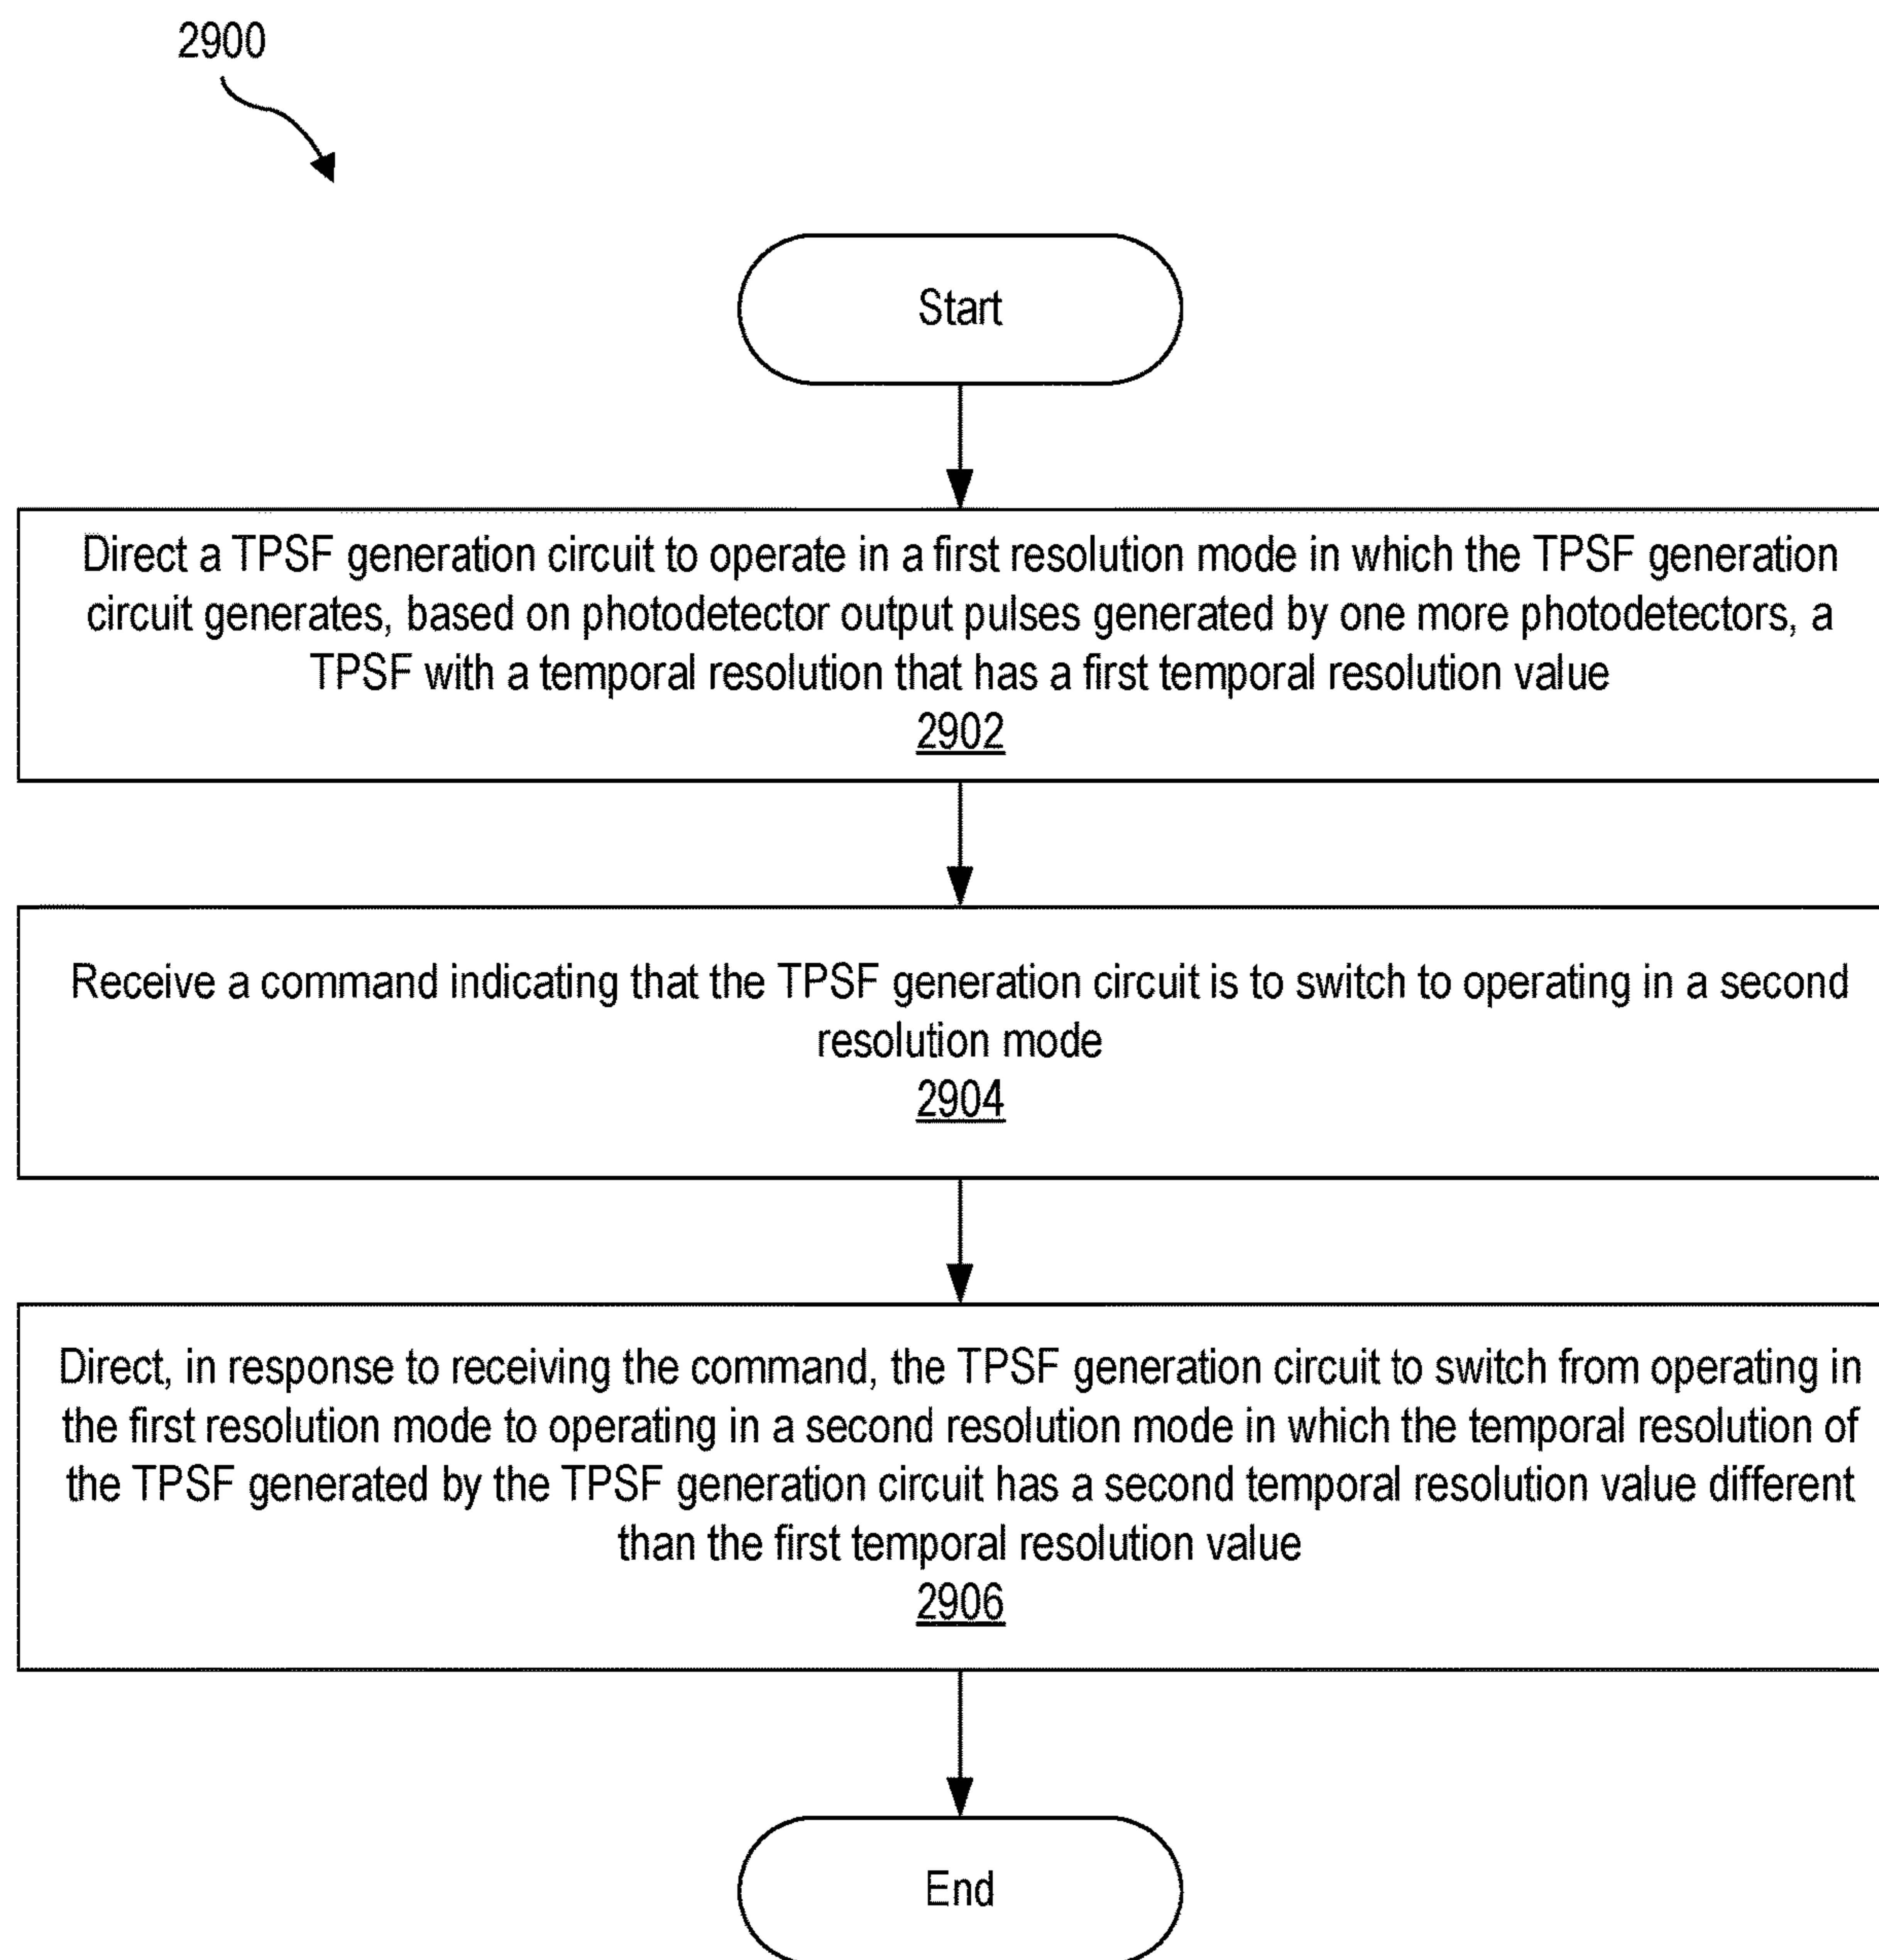 2900
Start
Direct a TPSF generation circuit to operate in a first resolution mode in which the TPSF generation
circuit generates, based on photodetector output pulses generated by one more photodetectors, a
TPSF with a temporal resolution that has a first temporal resolution value
2902
Receive a command indicating that the TPSF generation circuit is to switch to operating in a second
resolution mode
2904
Direct, in response to receiving the command, the TPSF generation circuit to switch from operating in
the first resolution mode to operating in a second resolution mode in which the temporal resolution of
the TPSF generated by the TPSF generation circuit has a second temporal resolution value different
than the first temporal resolution value
2906
End